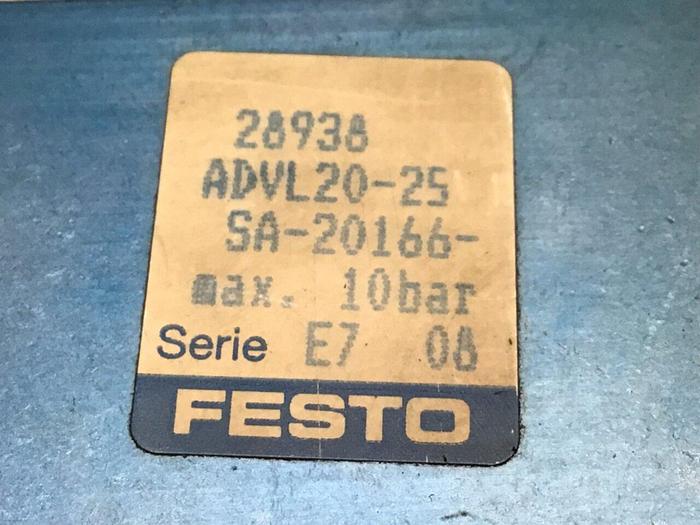 28938
ADVL20-25
SA-20166-
max. 10bar
Serie E7 08
FESTO